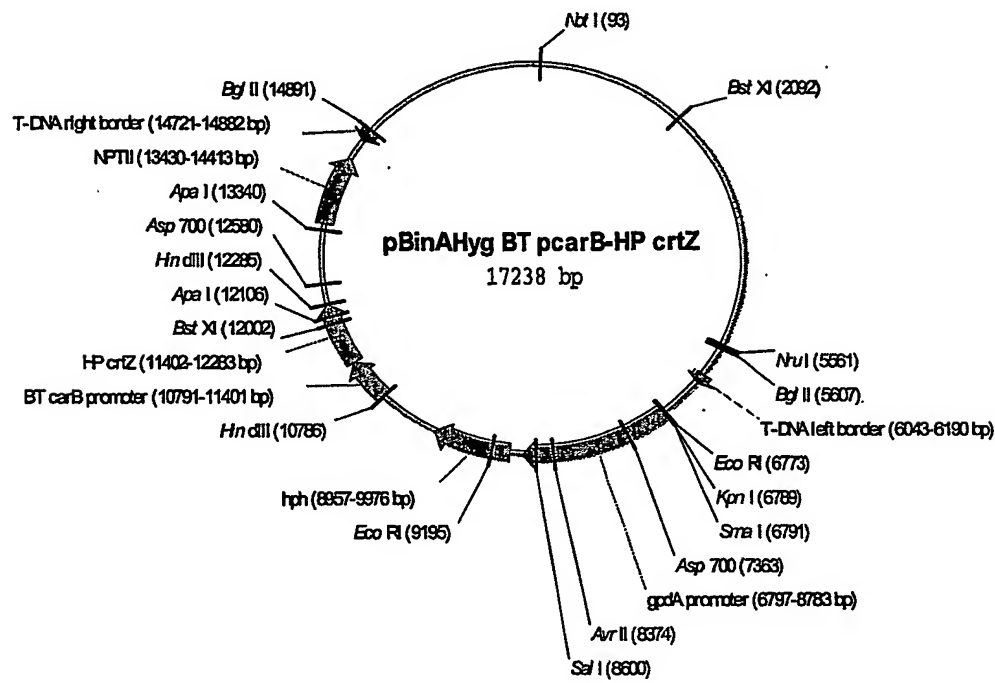 Not I (93)
Bst XI (2092)
Bgl II (14891)
T-DNA right border (14721-14882 bp)
NPTII (13430-14413 bp)
Apa I (13340)
Asp 700 (12580)
Hin dIII (12285)
Apa I (12106)
Bst XI (12002)
HP crtZ (11402-12283 bp)
BT carB promoter (10791-11401 bp)
Hin dIII (10786)
hph (8957-9976 bp)
Eco RI (9195)
pBinAHyg BT pcarB-HP crtZ
17238 bp
Nru I (5561)
Bgl II (5607)
T-DNA left border (6043-6190 bp)
Eco RI (6773)
Kpn I (6789)
Sma I (6791)
Asp 700 (7363)
gpdA promoter (6797-8783 bp)
Avr II (8374)
Sal I (8600)